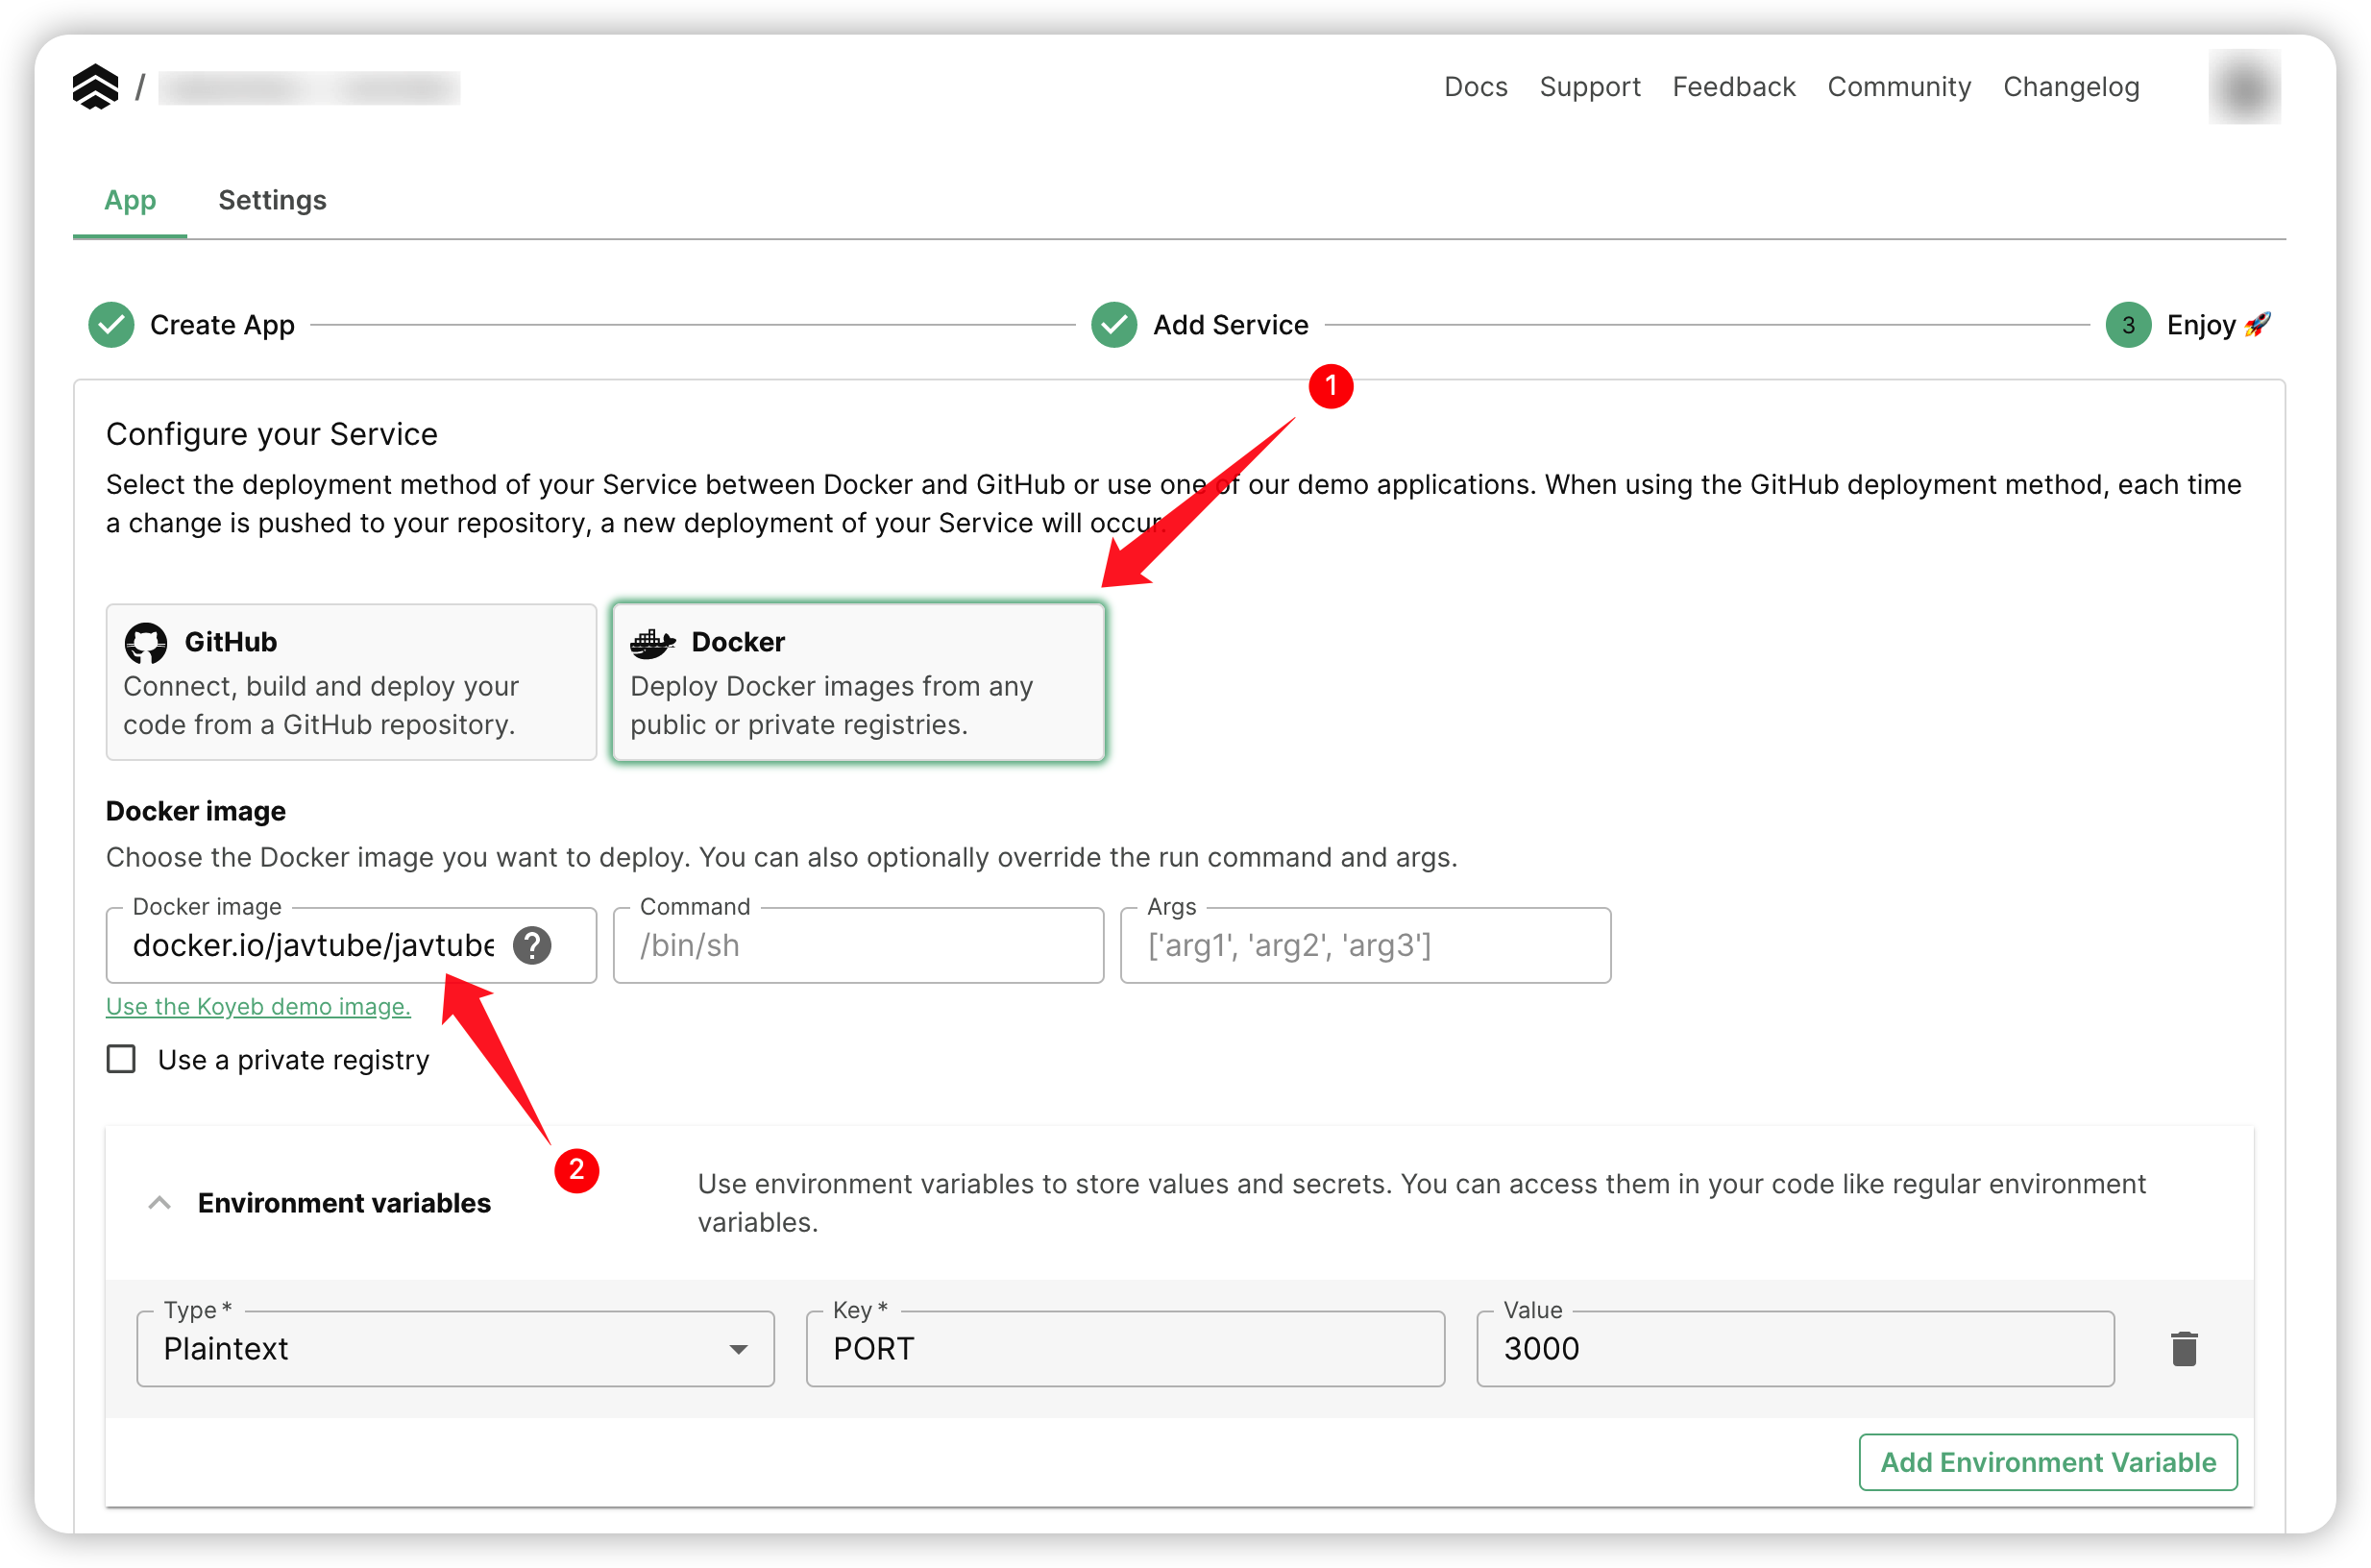 /
Docs Support Feedback Community Changelog
App Settings
Create App Add Service 3 Enjoy 🚀
1
Configure your Service
Select the deployment method of your Service between Docker and GitHub or use one of our demo applications. When using the GitHub deployment method, each time
a change is pushed to your repository, a new deployment of your Service will occur.
GitHub
Connect, build and deploy your
code from a GitHub repository.
Docker
Deploy Docker images from any
public or private registries.
Docker image
Choose the Docker image you want to deploy. You can also optionally override the run command and args.
Docker image
docker.io/javtube/javtube
?
Command
/bin/sh
Args
['arg1', 'arg2', 'arg3']
Use the Koyeb demo image.
Use a private registry
2
Environment variables
Use environment variables to store values and secrets. You can access them in your code like regular environment
variables.
Type *
Plaintext
Key *
PORT
Value
3000
Add Environment Variable